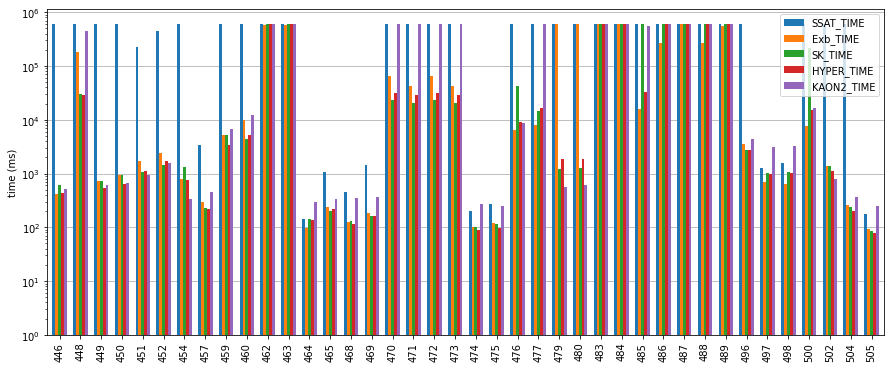 10⁶
10⁵
10⁴
10³
10²
10¹
10⁰
time (ms)
SSAT_TIME
Exb_TIME
SK_TIME
HYPER_TIME
KAON2_TIME
446 448 449 450 451 452 454 457 459 460 462 463 464 465 468 469 470 471 472 473 474 475 476 477 479 480 483 484 485 486 487 488 489 496 497 498 500 502 504 505